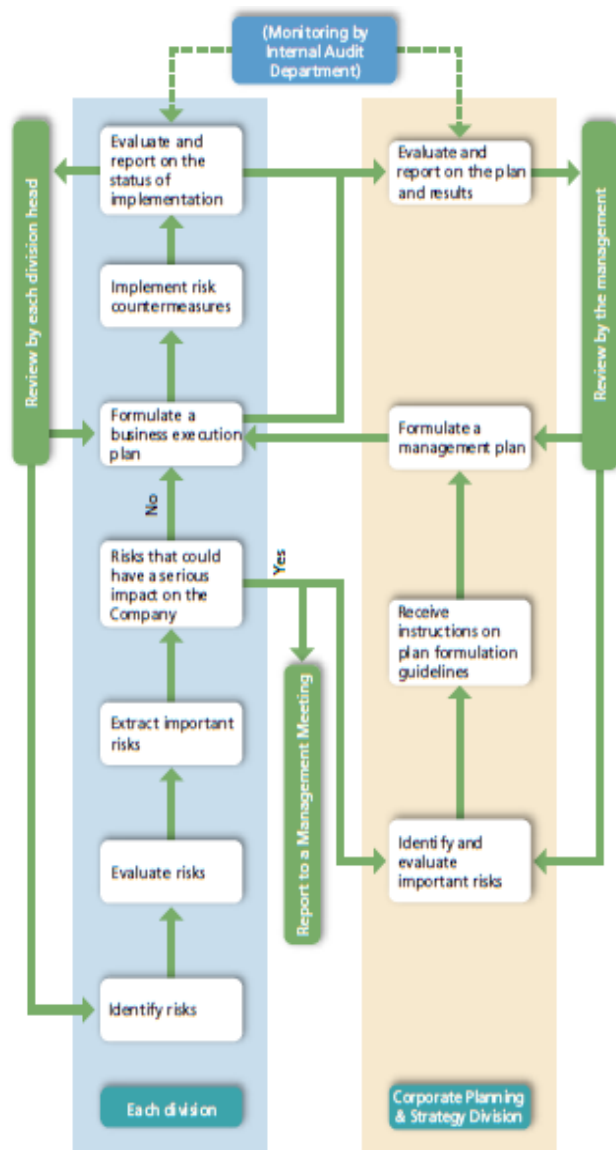 (Monitoring by
Internal Audit
Department)
Review by each division head
Evaluate and
report on the
status of
implementation
Implement risk
countermeasures
Formulate a
business execution
plan
No
Risks that could
have a serious
impact on the
Company
Yes
Extract important
risks
Evaluate risks
Identify risks
Each division
Report to a Management Meeting
Evaluate and
report on the plan
and results
Formulate a
management plan
Receive
instructions on
plan formulation
guidelines
Identify and
evaluate
important risks
Corporate Planning
& Strategy Division
Review by the management